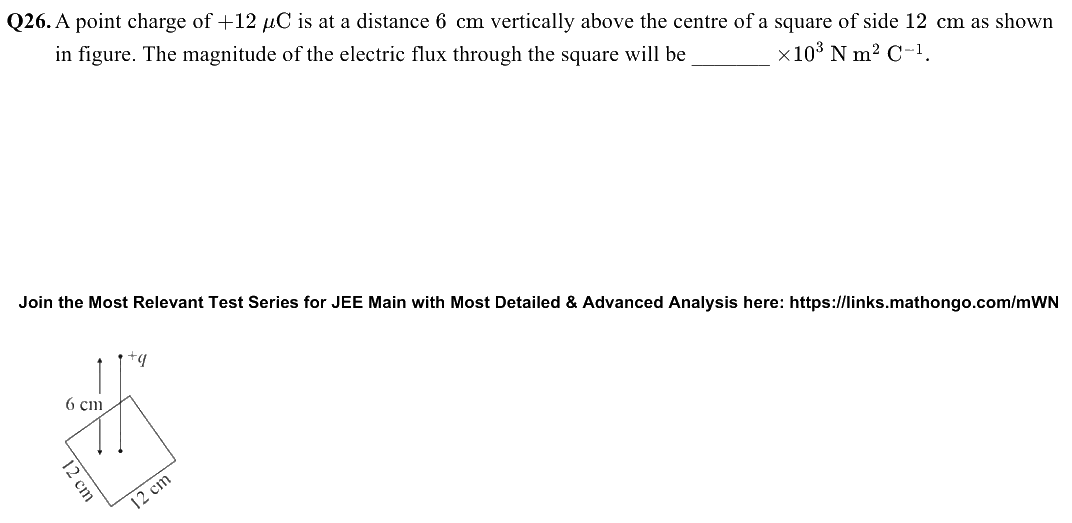 Q26. A point charge of +12 μC is at a distance 6 cm vertically above the centre of a square of side 12 cm as shown
in figure. The magnitude of the electric flux through the square will be ________ ×10³ N m² C⁻¹.
Join the Most Relevant Test Series for JEE Main with Most Detailed & Advanced Analysis here: https://links.mathongo.com/mWN
+q
6 cm
12 cm
12 cm